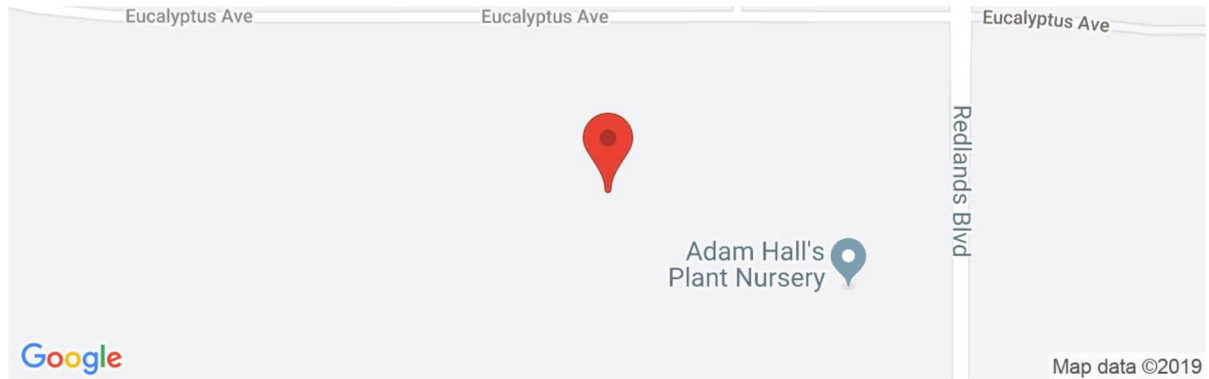 Eucalyptus Ave
Eucalyptus Ave
Eucalyptus Ave
Redlands Blvd
Adam Hall's
Plant Nursery
Google
Map data ©2019